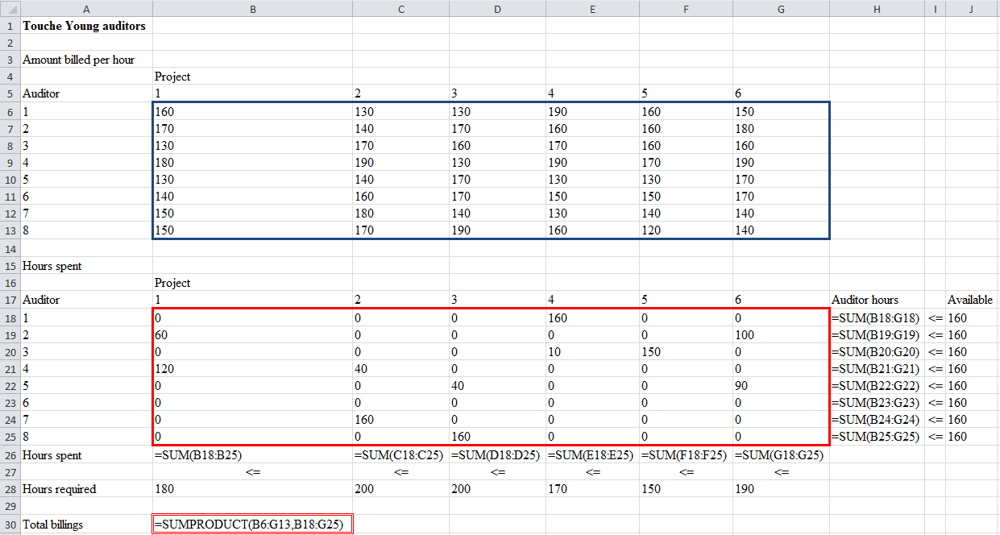 A B C D E F G H I J
1 Touche Young auditors
2
3 Amount billed per hour
4 Project
5 Auditor 1 2 3 4 5 6
6 1 160 130 130 190 160 150
7 2 170 140 170 160 160 180
8 3 130 170 160 170 160 160
9 4 180 190 130 190 170 190
10 5 130 140 170 130 130 170
11 6 140 160 170 150 150 170
12 7 150 180 140 130 140 140
13 8 150 170 190 160 120 140
14
15 Hours spent
16 Project
17 Auditor 1 2 3 4 5 6 Auditor hours Available
18 1 0 0 0 160 0 0 =SUM(B18:G18) <= 160
19 2 60 0 0 0 0 100 =SUM(B19:G19) <= 160
20 3 0 0 0 10 150 0 =SUM(B20:G20) <= 160
21 4 120 40 0 0 0 0 =SUM(B21:G21) <= 160
22 5 0 0 40 0 0 90 =SUM(B22:G22) <= 160
23 6 0 0 0 0 0 0 =SUM(B23:G23) <= 160
24 7 0 160 0 0 0 0 =SUM(B24:G24) <= 160
25 8 0 0 160 0 0 0 =SUM(B25:G25) <= 160
26 Hours spent =SUM(B18:B25) =SUM(C18:C25) =SUM(D18:D25) =SUM(E18:E25) =SUM(F18:F25) =SUM(G18:G25)
27 <= <= <= <= <= <=
28 Hours required 180 200 200 170 150 190
29
30 Total billings =SUMPRODUCT(B6:G13,B18:G25)